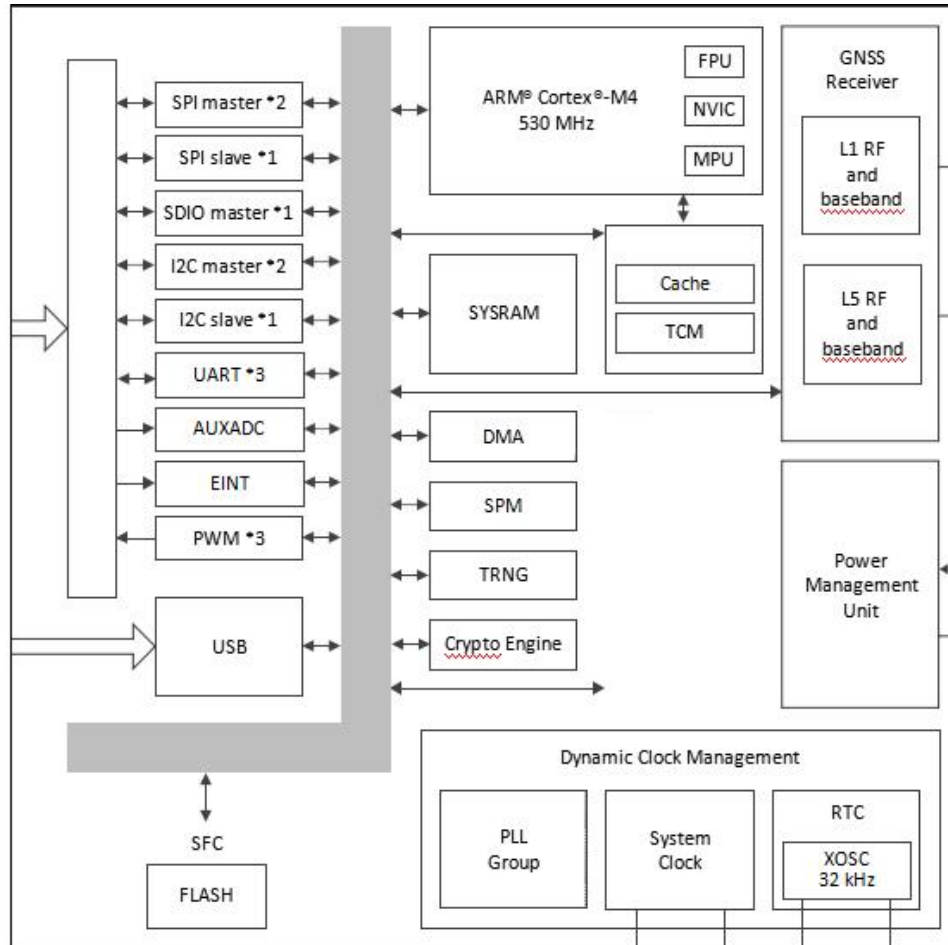 SPI master *2
SPI slave *1
SDIO master *1
I2C master *2
I2C slave *1
UART *3
AUXADC
EINT
PWM *3
USB
SFC
FLASH
ARM® Cortex®-M4
530 MHz
FPU
NVIC
MPU
SYSRAM
Cache
TCM
DMA
SPM
TRNG
Crypto Engine
GNSS
Receiver
L1 RF
and
baseband
L5 RF
and
baseband
Power
Management
Unit
Dynamic Clock Management
PLL
Group
System
Clock
RTC
XOSC
32 kHz